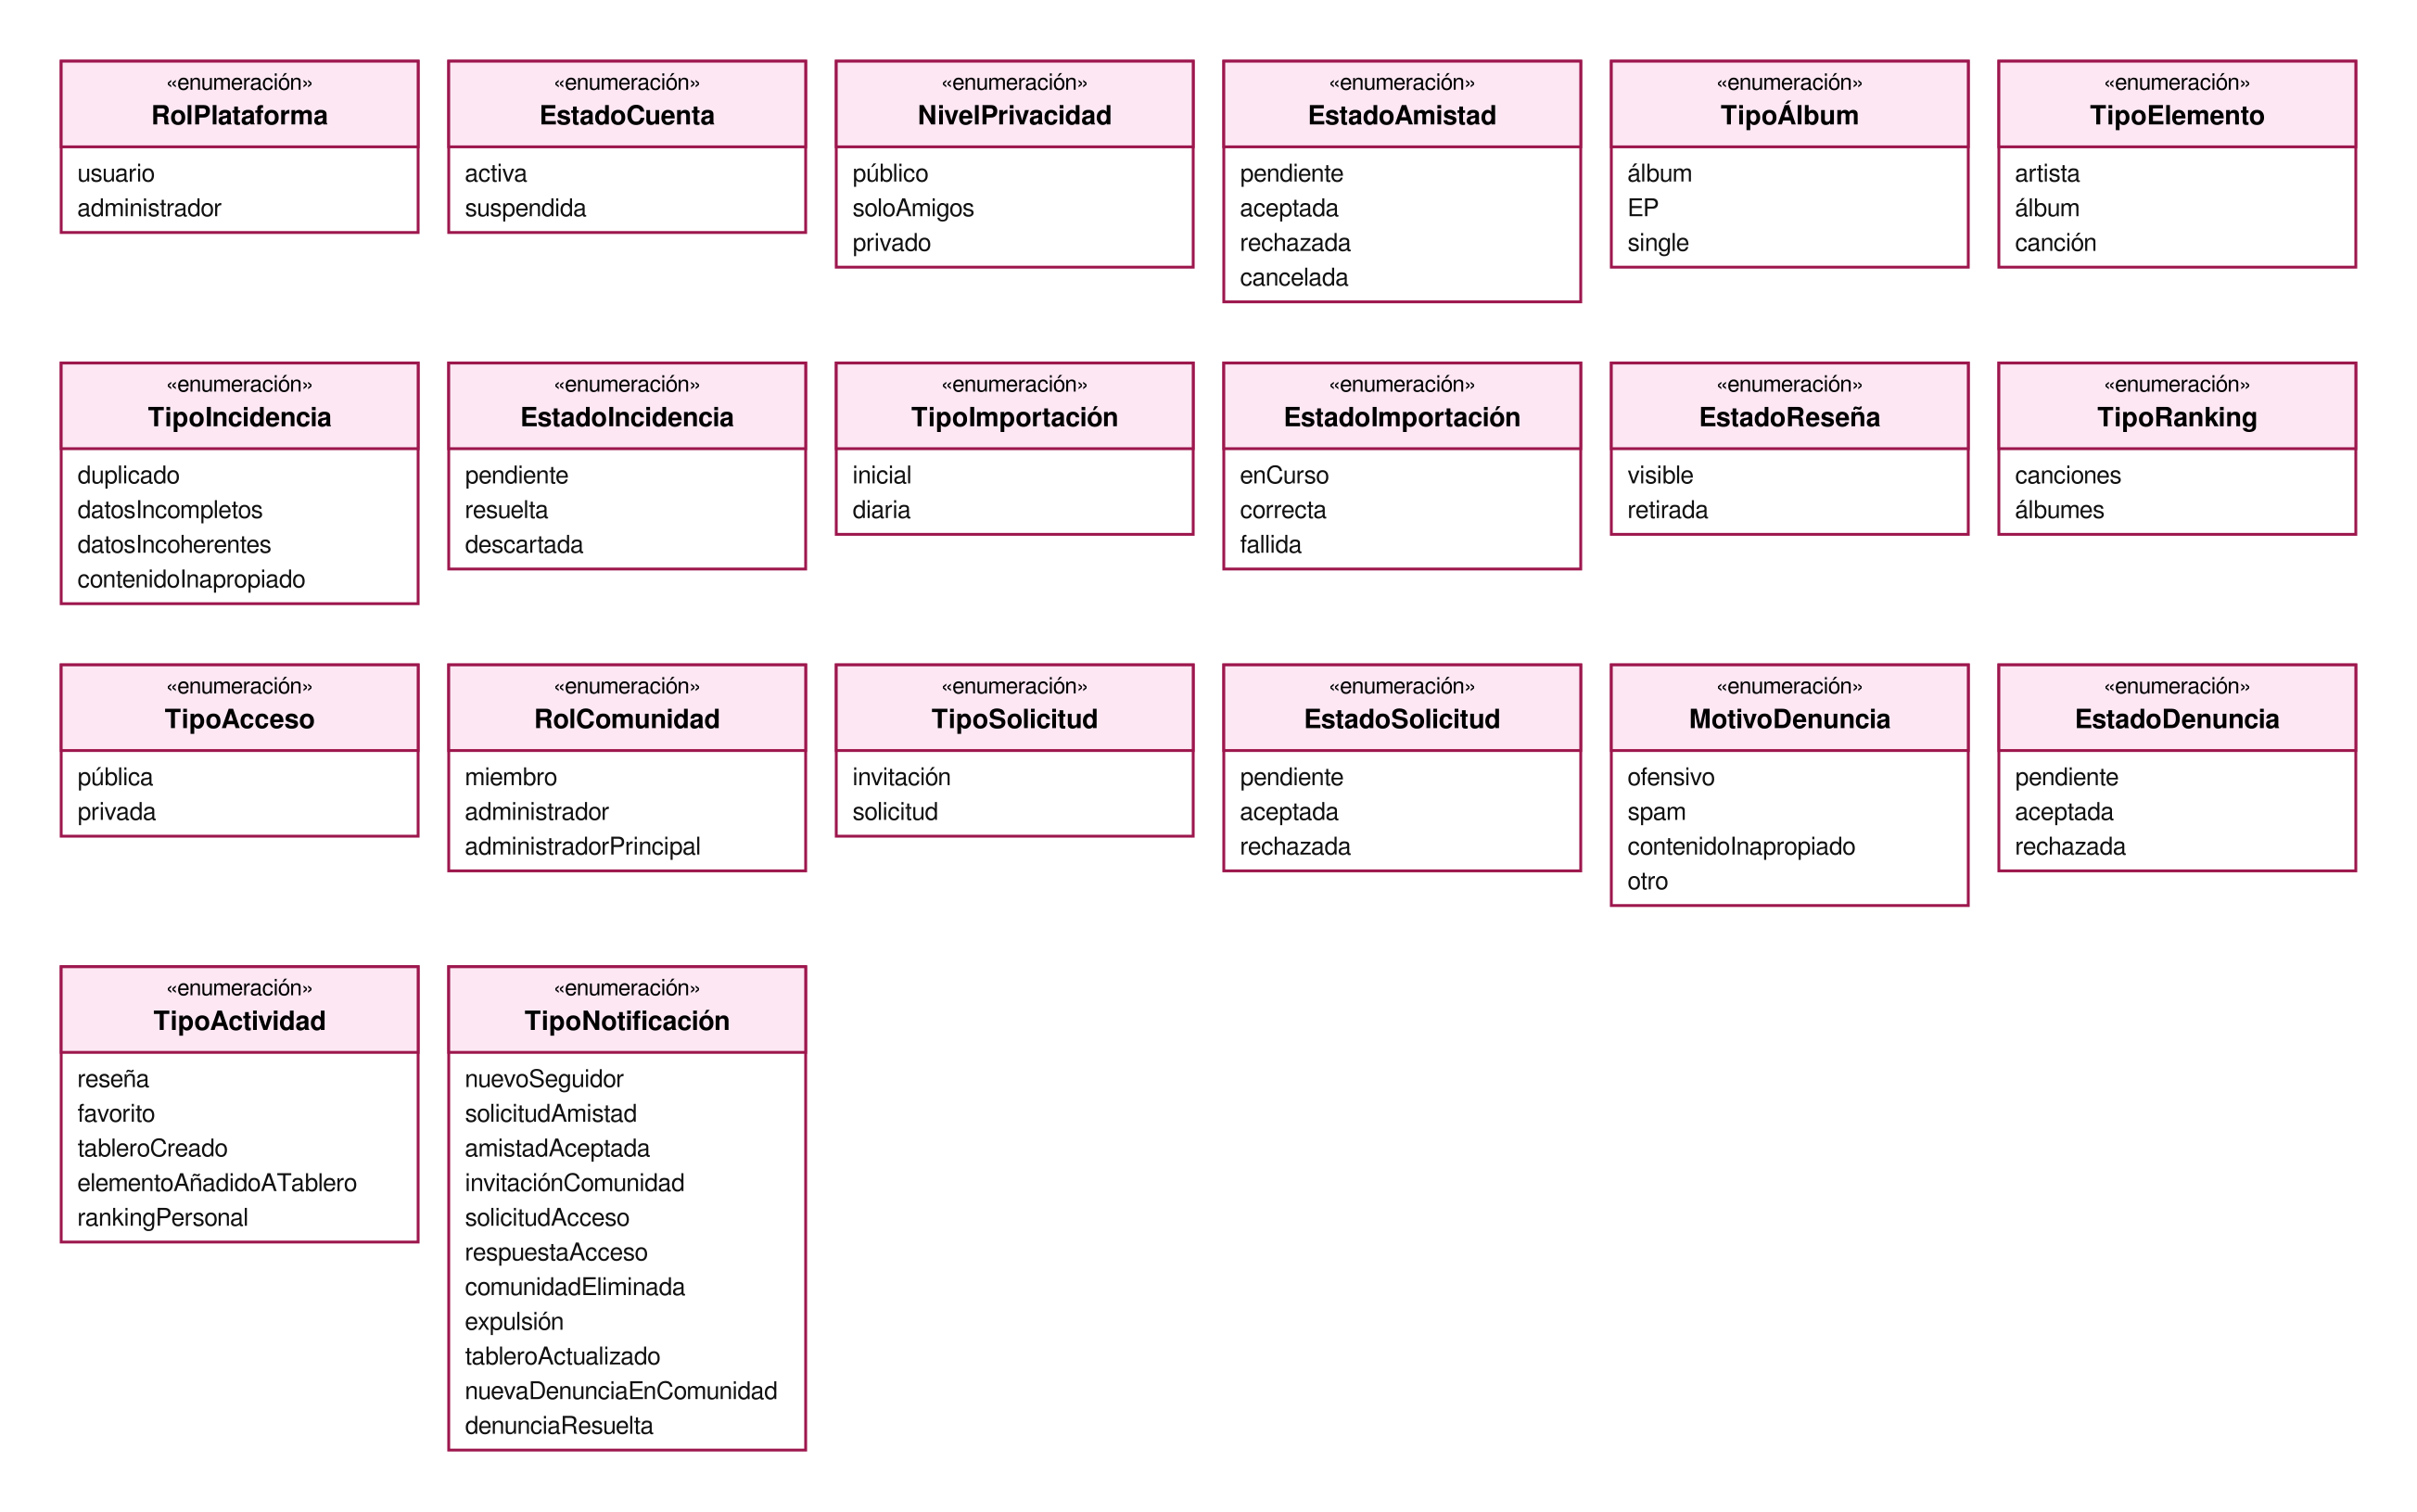 «enumeración»
RolPlataforma
usuario
administrador
«enumeración»
EstadoCuenta
activa
suspendida
«enumeración»
NivelPrivacidad
público
soloAmigos
privado
«enumeración»
EstadoAmistad
pendiente
aceptada
rechazada
cancelada
«enumeración»
TipoÁlbum
álbum
EP
single
«enumeración»
TipoElemento
artista
álbum
canción
«enumeración»
TipoIncidencia
duplicado
datosIncompletos
datosIncoherentes
contenidoInapropiado
«enumeración»
EstadoIncidencia
pendiente
resuelta
descartada
«enumeración»
TipoImportación
inicial
diaria
«enumeración»
EstadoImportación
enCurso
correcta
fallida
«enumeración»
EstadoReseña
visible
retirada
«enumeración»
TipoRanking
canciones
álbumes
«enumeración»
TipoAcceso
pública
privada
«enumeración»
RolComunidad
miembro
administrador
administradorPrincipal
«enumeración»
TipoSolicitud
invitación
solicitud
«enumeración»
EstadoSolicitud
pendiente
aceptada
rechazada
«enumeración»
MotivoDenuncia
ofensivo
spam
contenidoInapropiado
otro
«enumeración»
EstadoDenuncia
pendiente
aceptada
rechazada
«enumeración»
TipoActividad
reseña
favorito
tableroCreado
elementoAñadidoATablero
rankingPersonal
«enumeración»
TipoNotificación
nuevoSeguidor
solicitudAmistad
amistadAceptada
invitaciónComunidad
solicitudAcceso
respuestaAcceso
comunidadEliminada
expulsión
tableroActualizado
nuevaDenunciaEnComunidad
denunciaResuelta